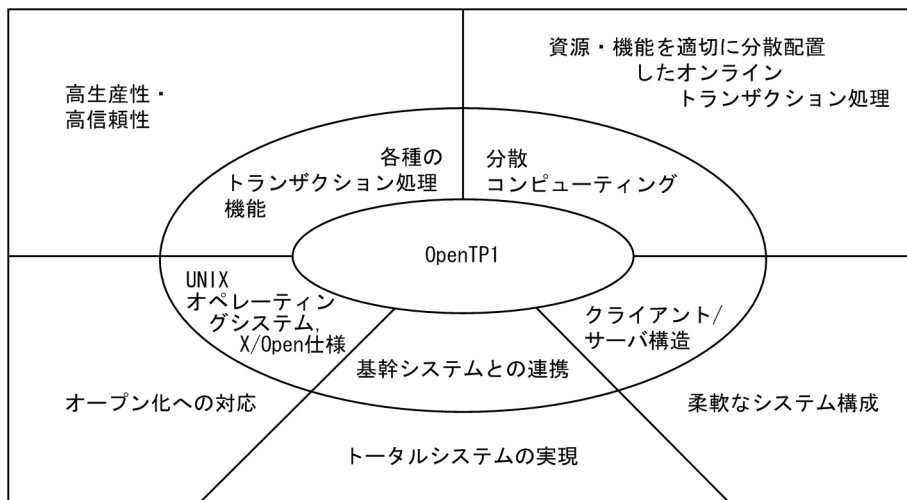 高生産性・
高信頼性
資源・機能を適切に分散配置
したオンライン
トランザクション処理
各種の
トランザクション処理
機能
分散
コンピューティング
OpenTP1
UNIX
オペレーティン
グシステム,
X/Open仕様
クライアント/
サーバ構造
基幹システムとの連携
オープン化への対応
柔軟なシステム構成
トータルシステムの実現